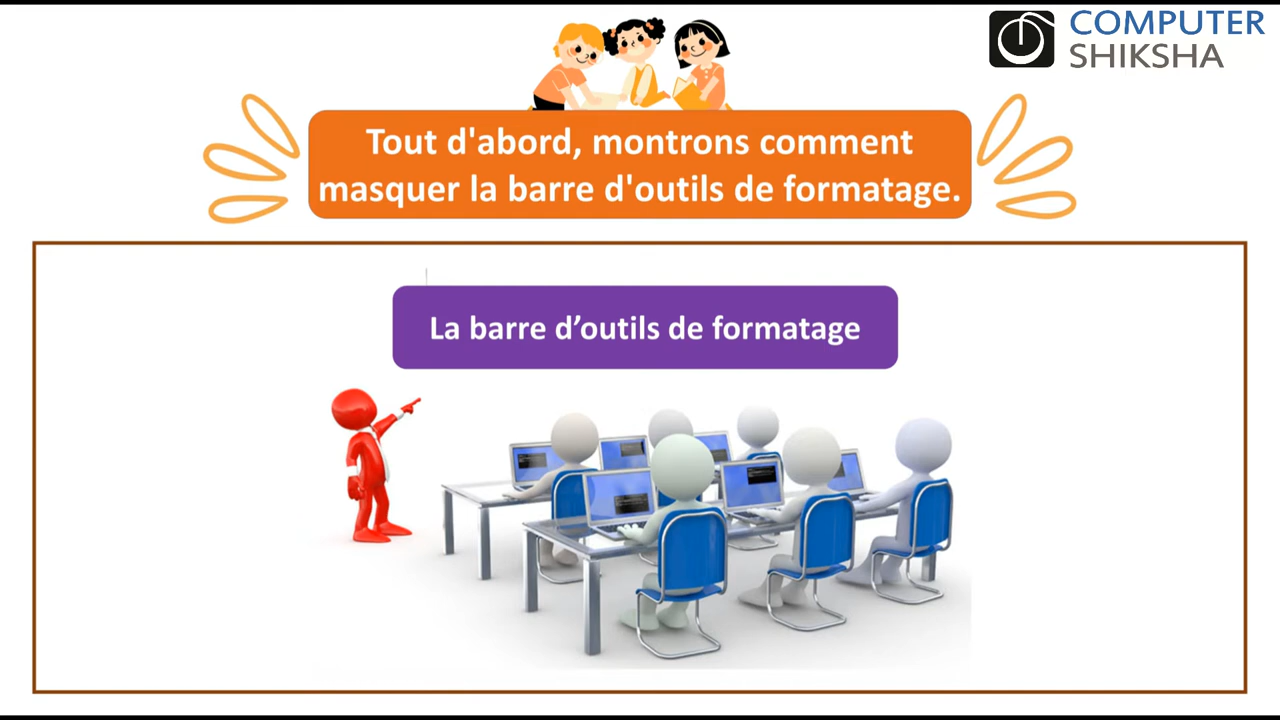 COMPUTER
SHIKSHA
Tout d'abord, montrons comment
masquer la barre d'outils de formatage.
La barre d’outils de formatage